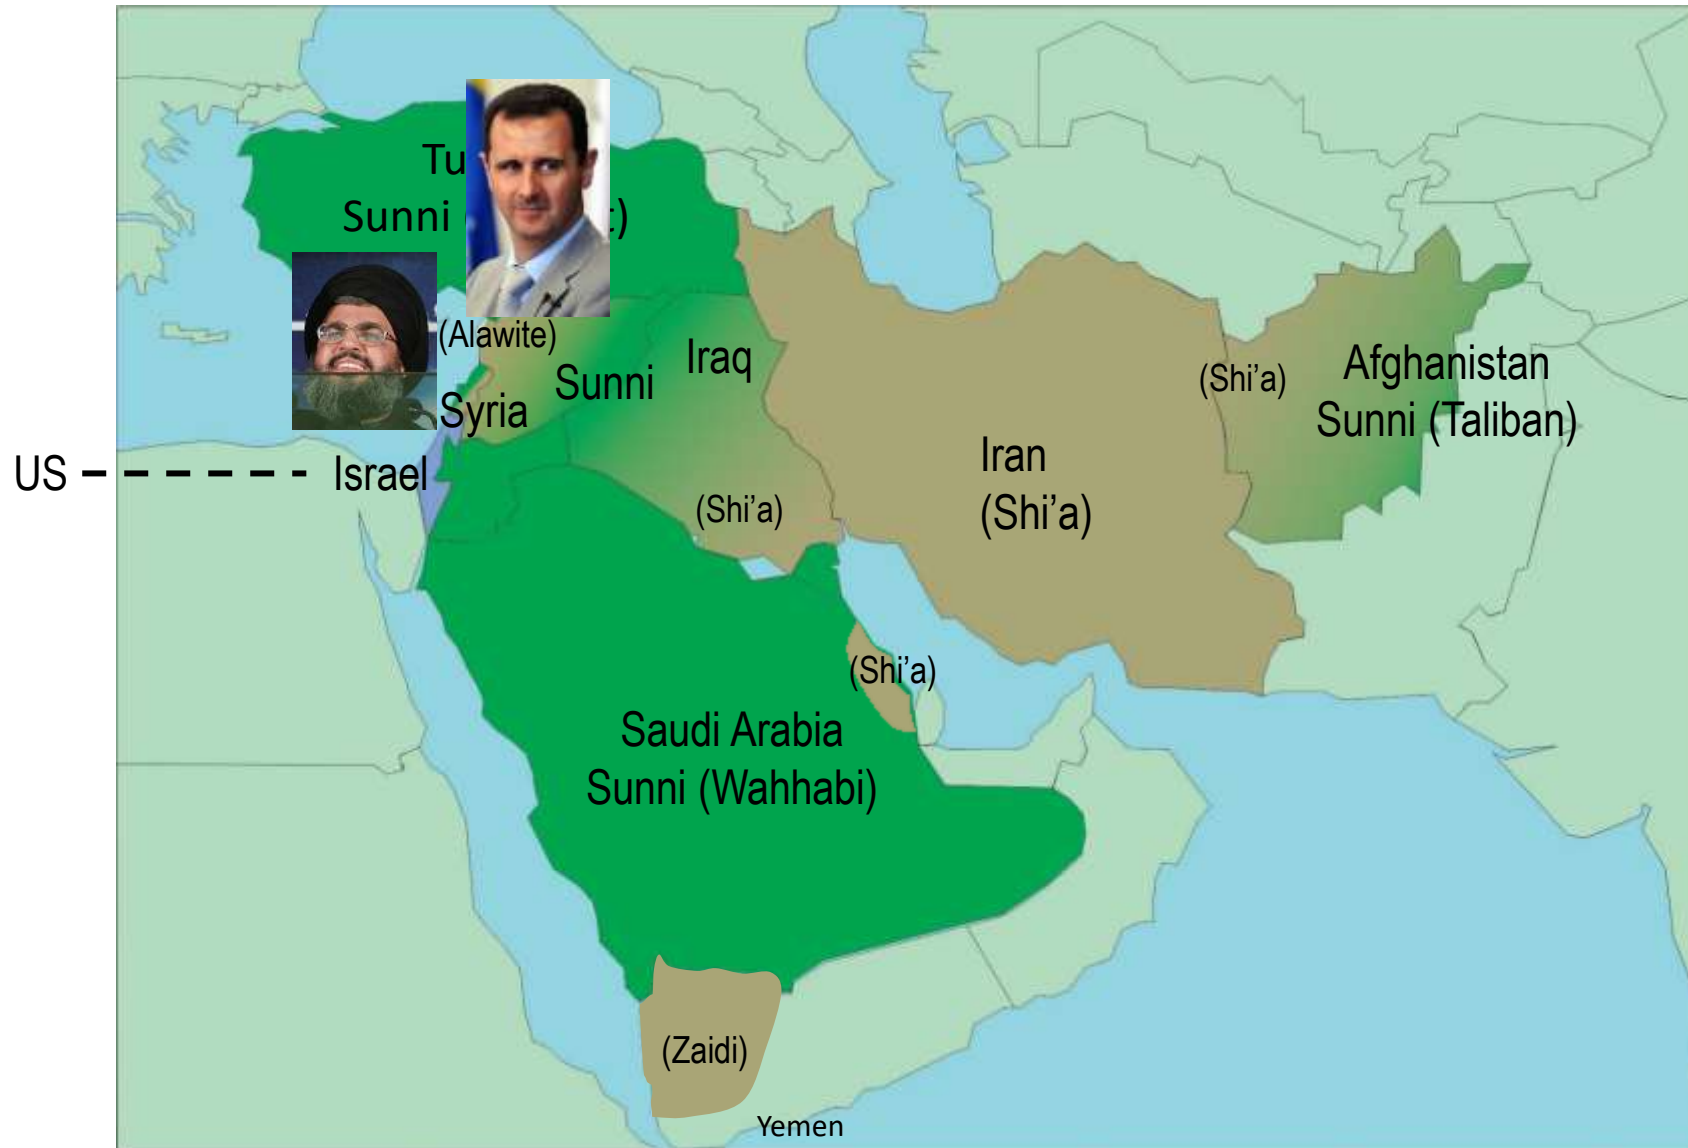 Tu
Sunni ( t)
(Alawite)
Sunni
Iraq
(Shi’a)
Afghanistan
Sunni (Taliban)
Syria
US
Israel
Iran
(Shi’a)
(Shi’a)
(Shi’a)
Saudi Arabia
Sunni (Wahhabi)
(Zaidi)
Yemen